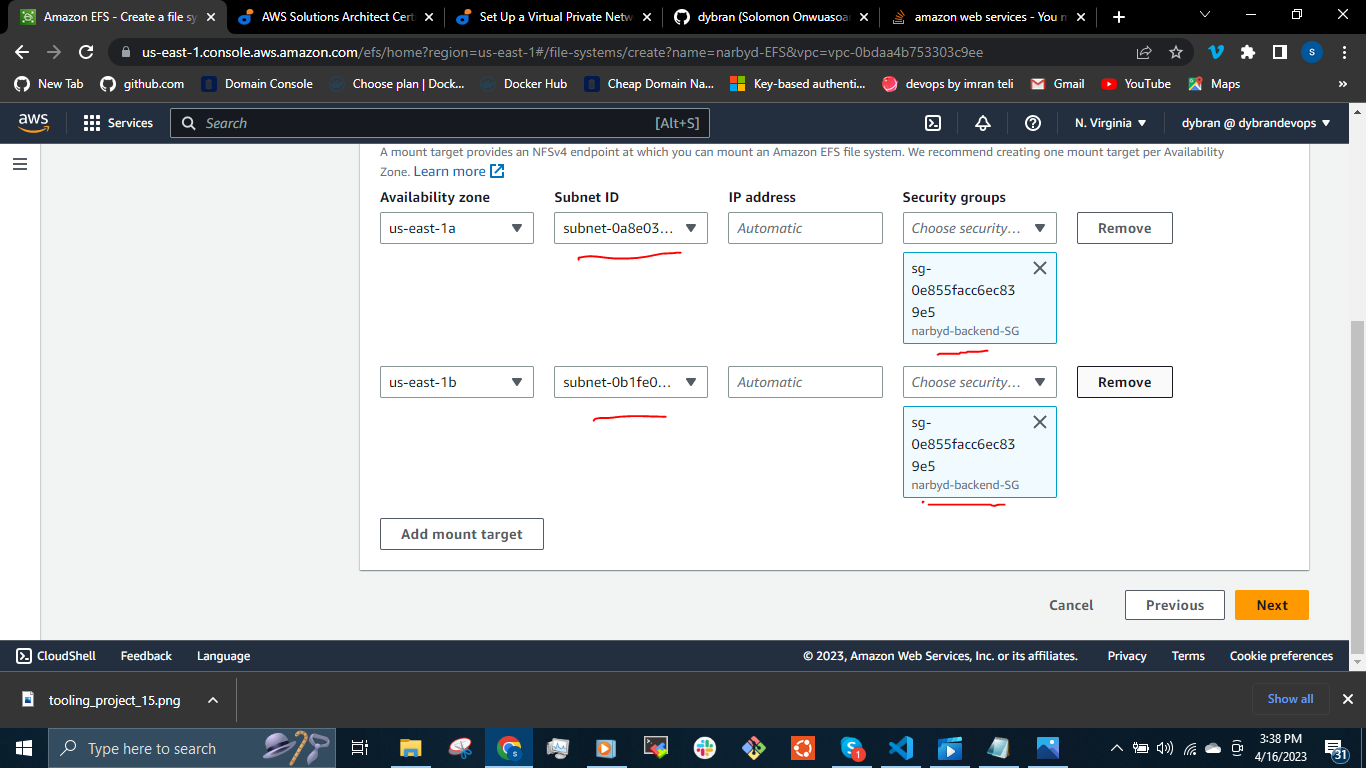 Amazon EFS - Create a file sy
AWS Solutions Architect Cert
Set Up a Virtual Private Netw
dybran (Solomon Onwuasoa
amazon web services - You n
us-east-1.console.aws.amazon.com/efs/home?region=us-east-1#/file-systems/create?name=narbyd-EFS&vpc=vpc-0bdaa4b753303c9ee
S
New Tab
github.com
Domain Console
Choose plan | Dock...
Docker Hub
Cheap Domain Na...
Key-based authenti...
devops by imran teli
Gmail
YouTube
Maps
»
aws
Services
Search
[Alt+S]
N. Virginia
dybran @ dybrandevops
A mount target provides an NFSv4 endpoint at which you can mount an Amazon EFS file system. We recommend creating one mount target per Availability
Zone. Learn more
Availability zone
Subnet ID
IP address
Security groups
us-east-1a
subnet-0a8e03...
Automatic
Choose security...
Remove
sg-
0e855facc6ec83
9e5
narbyd-backend-SG
us-east-1b
subnet-0b1fe0...
Automatic
Choose security...
Remove
sg-
0e855facc6ec83
9e5
narbyd-backend-SG
Add mount target
Cancel
Previous
Next
CloudShell
Feedback
Language
© 2023, Amazon Web Services, Inc. or its affiliates.
Privacy
Terms
Cookie preferences
tooling_project_15.png
Show all
Type here to search
1
3:38 PM
4/16/2023
31